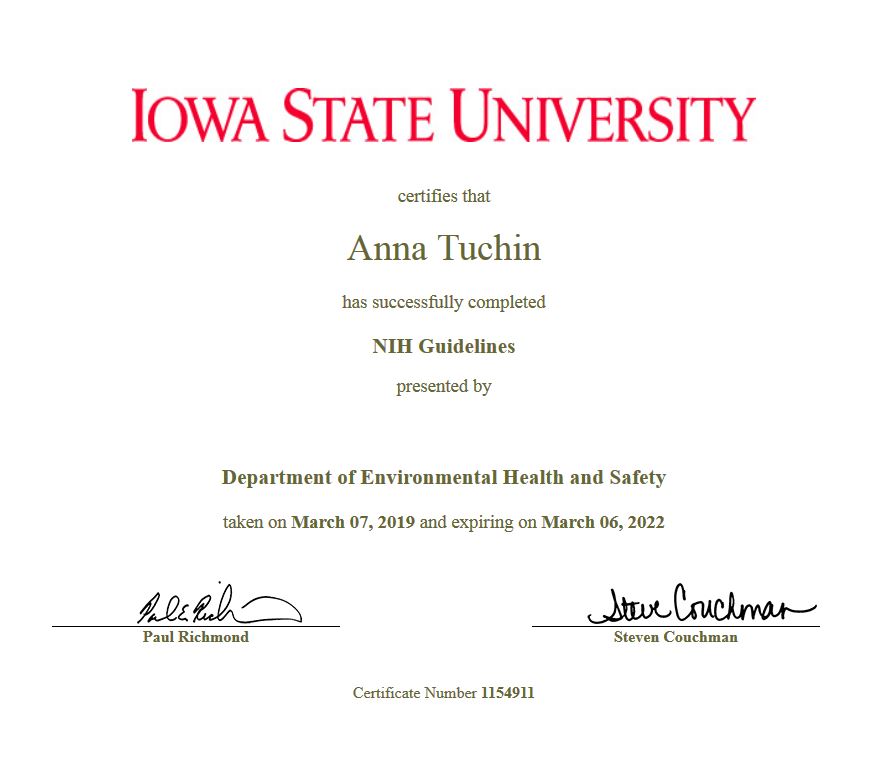 IOWA STATE UNIVERSITY
certifies that
Anna Tuchin
has successfully completed
NIH Guidelines
presented by
Department of Environmental Health and Safety
taken on March 07, 2019 and expiring on March 06, 2022
Paul E Rich Steve Couchman
Paul Richmond Steven Couchman
Certificate Number 1154911